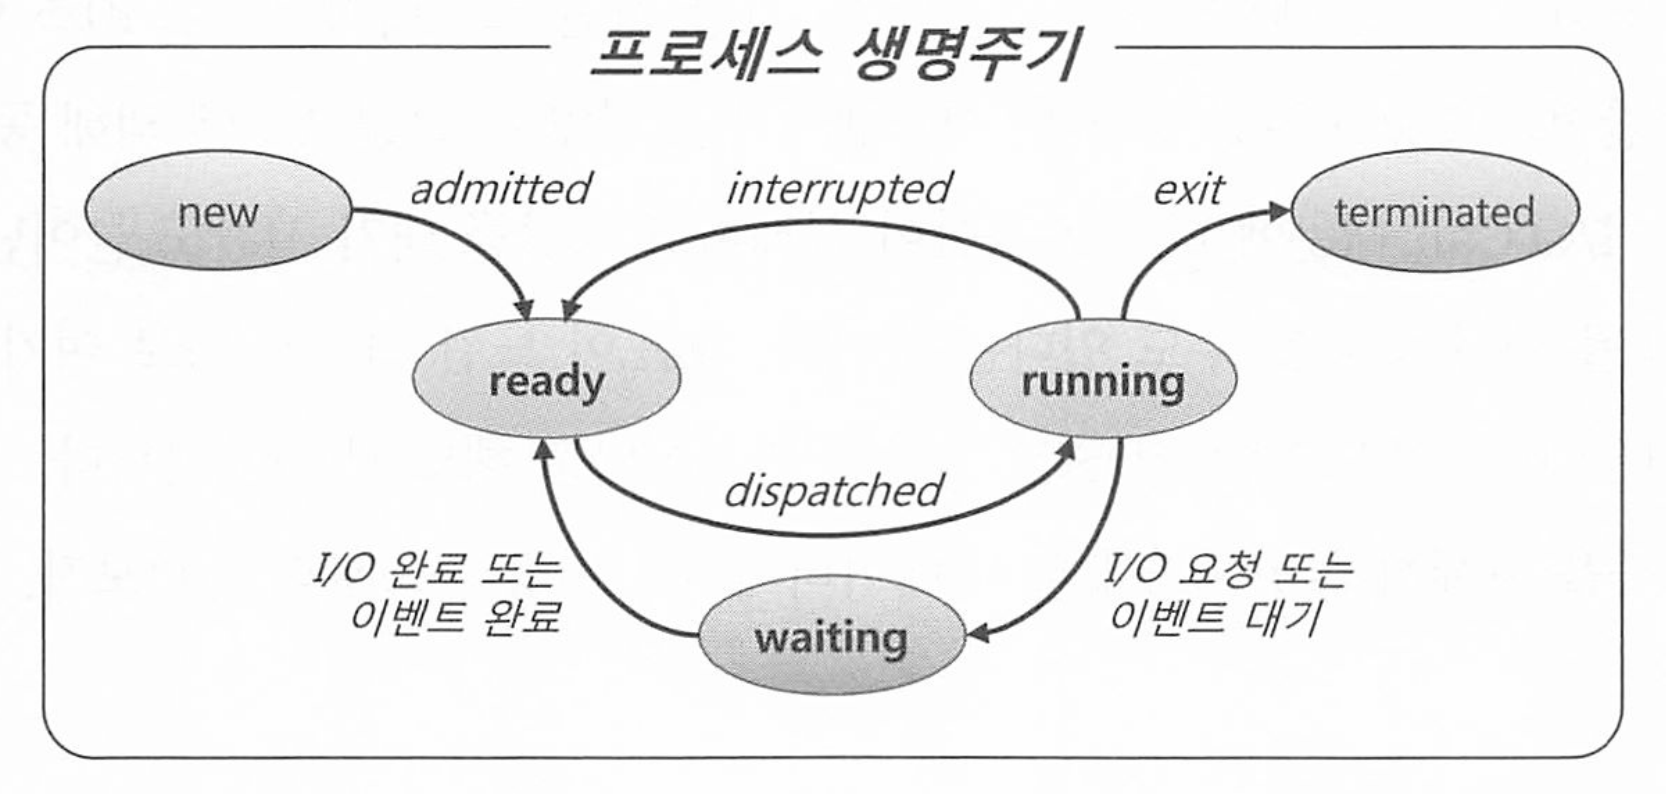 프로세스 생명주기
new
admitted
interrupted
exit
terminated
ready
running
dispatched
I/O 완료 또는
이벤트 완료
waiting
I/O 요청 또는
이벤트 대기